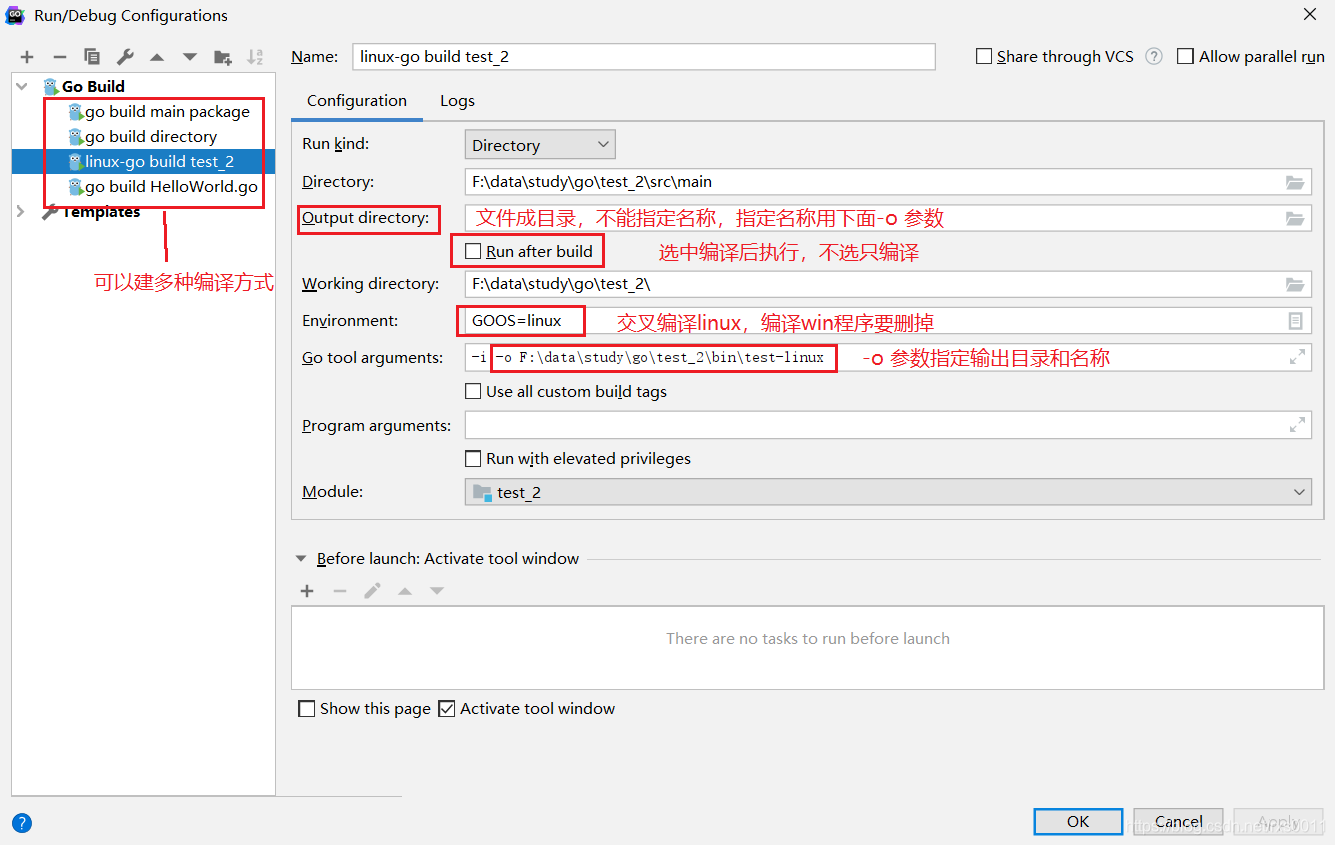 Run/Debug Configurations
Name: linux-go build test_2 Share through VCS ? Allow parallel run
Go Build
go build main package
go build directory
linux-go build test_2
go build HelloWorld.go
Templates
可以建多种编译方式
Configuration Logs
Run kind: Directory
Directory: F:\data\study\go\test_2\src\main
Output directory: 文件成目录，不能指定名称，指定名称用下面-o 参数
Run after build 选中编译后执行，不选只编译
Working directory: F:\data\study\go\test_2\
Environment: GOOS=linux 交叉编译linux，编译win程序要删掉
Go tool arguments: -i -o F:\data\study\go\test_2\bin\test-linux -o 参数指定输出目录和名称
Use all custom build tags
Program arguments:
Run with elevated privileges
Module: test_2
Before launch: Activate tool window
There are no tasks to run before launch
Show this page Activate tool window
? OK Cancel Apply